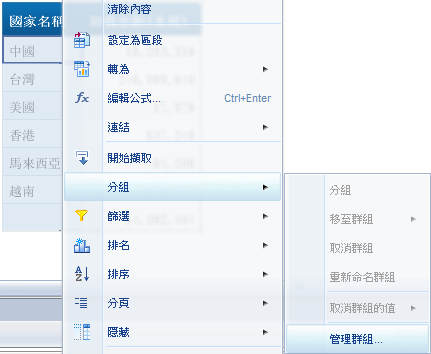 國家名稱
中國
台灣
美國
香港
馬來西亞
越南
清除內容
設定為區段
轉為
編輯公式... Ctrl+Enter
連結
開始擷取
分組
篩選
排名
排序
分頁
隱藏
分組
移至群組
取消群組
重新命名群組
取消群組的值
管理群組...